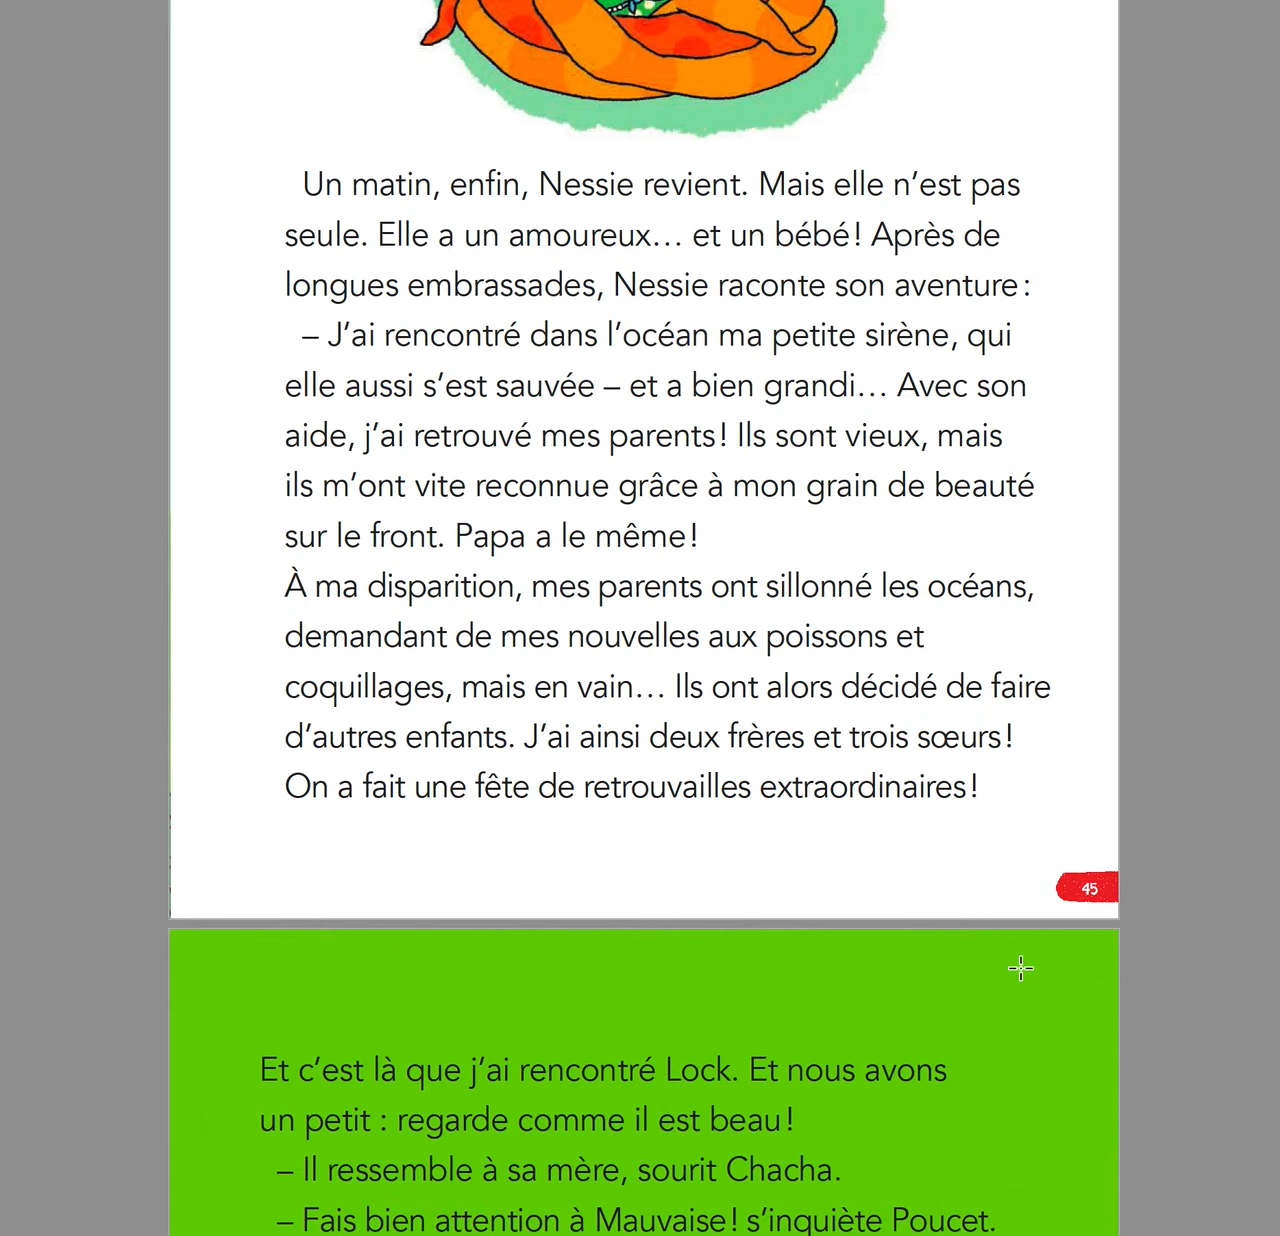 Un matin, enfin, Nessie revient. Mais elle n’est pas
seule. Elle a un amoureux… et un bébé ! Après de
longues embrassades, Nessie raconte son aventure :
– J’ai rencontré dans l’océan ma petite sirène, qui
elle aussi s’est sauvée – et a bien grandi… Avec son
aide, j’ai retrouvé mes parents ! Ils sont vieux, mais
ils m’ont vite reconnue grâce à mon grain de beauté
sur le front. Papa a le même !
À ma disparition, mes parents ont sillonné les océans,
demandant de mes nouvelles aux poissons et
coquillages, mais en vain… Ils ont alors décidé de faire
d’autres enfants. J’ai ainsi deux frères et trois sœurs !
On a fait une fête de retrouvailles extraordinaires !
45
Et c’est là que j’ai rencontré Lock. Et nous avons
un petit : regarde comme il est beau !
– Il ressemble à sa mère, sourit Chacha.
– Fais bien attention à Mauvaise ! s’inquiète Poucet.